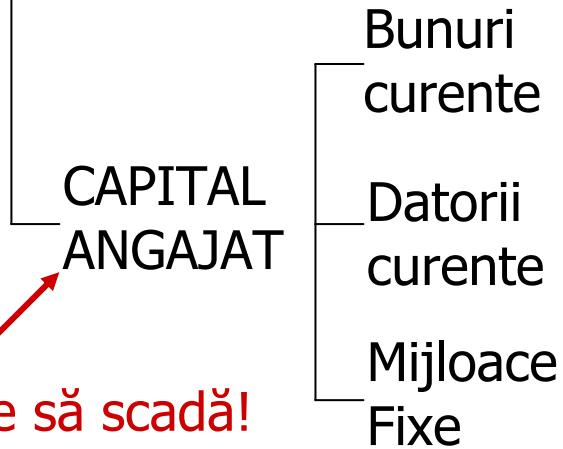 Bunuri
curente
CAPITAL
ANGAJAT
Datorii
curente
Mijloace
Fixe
să scadă!